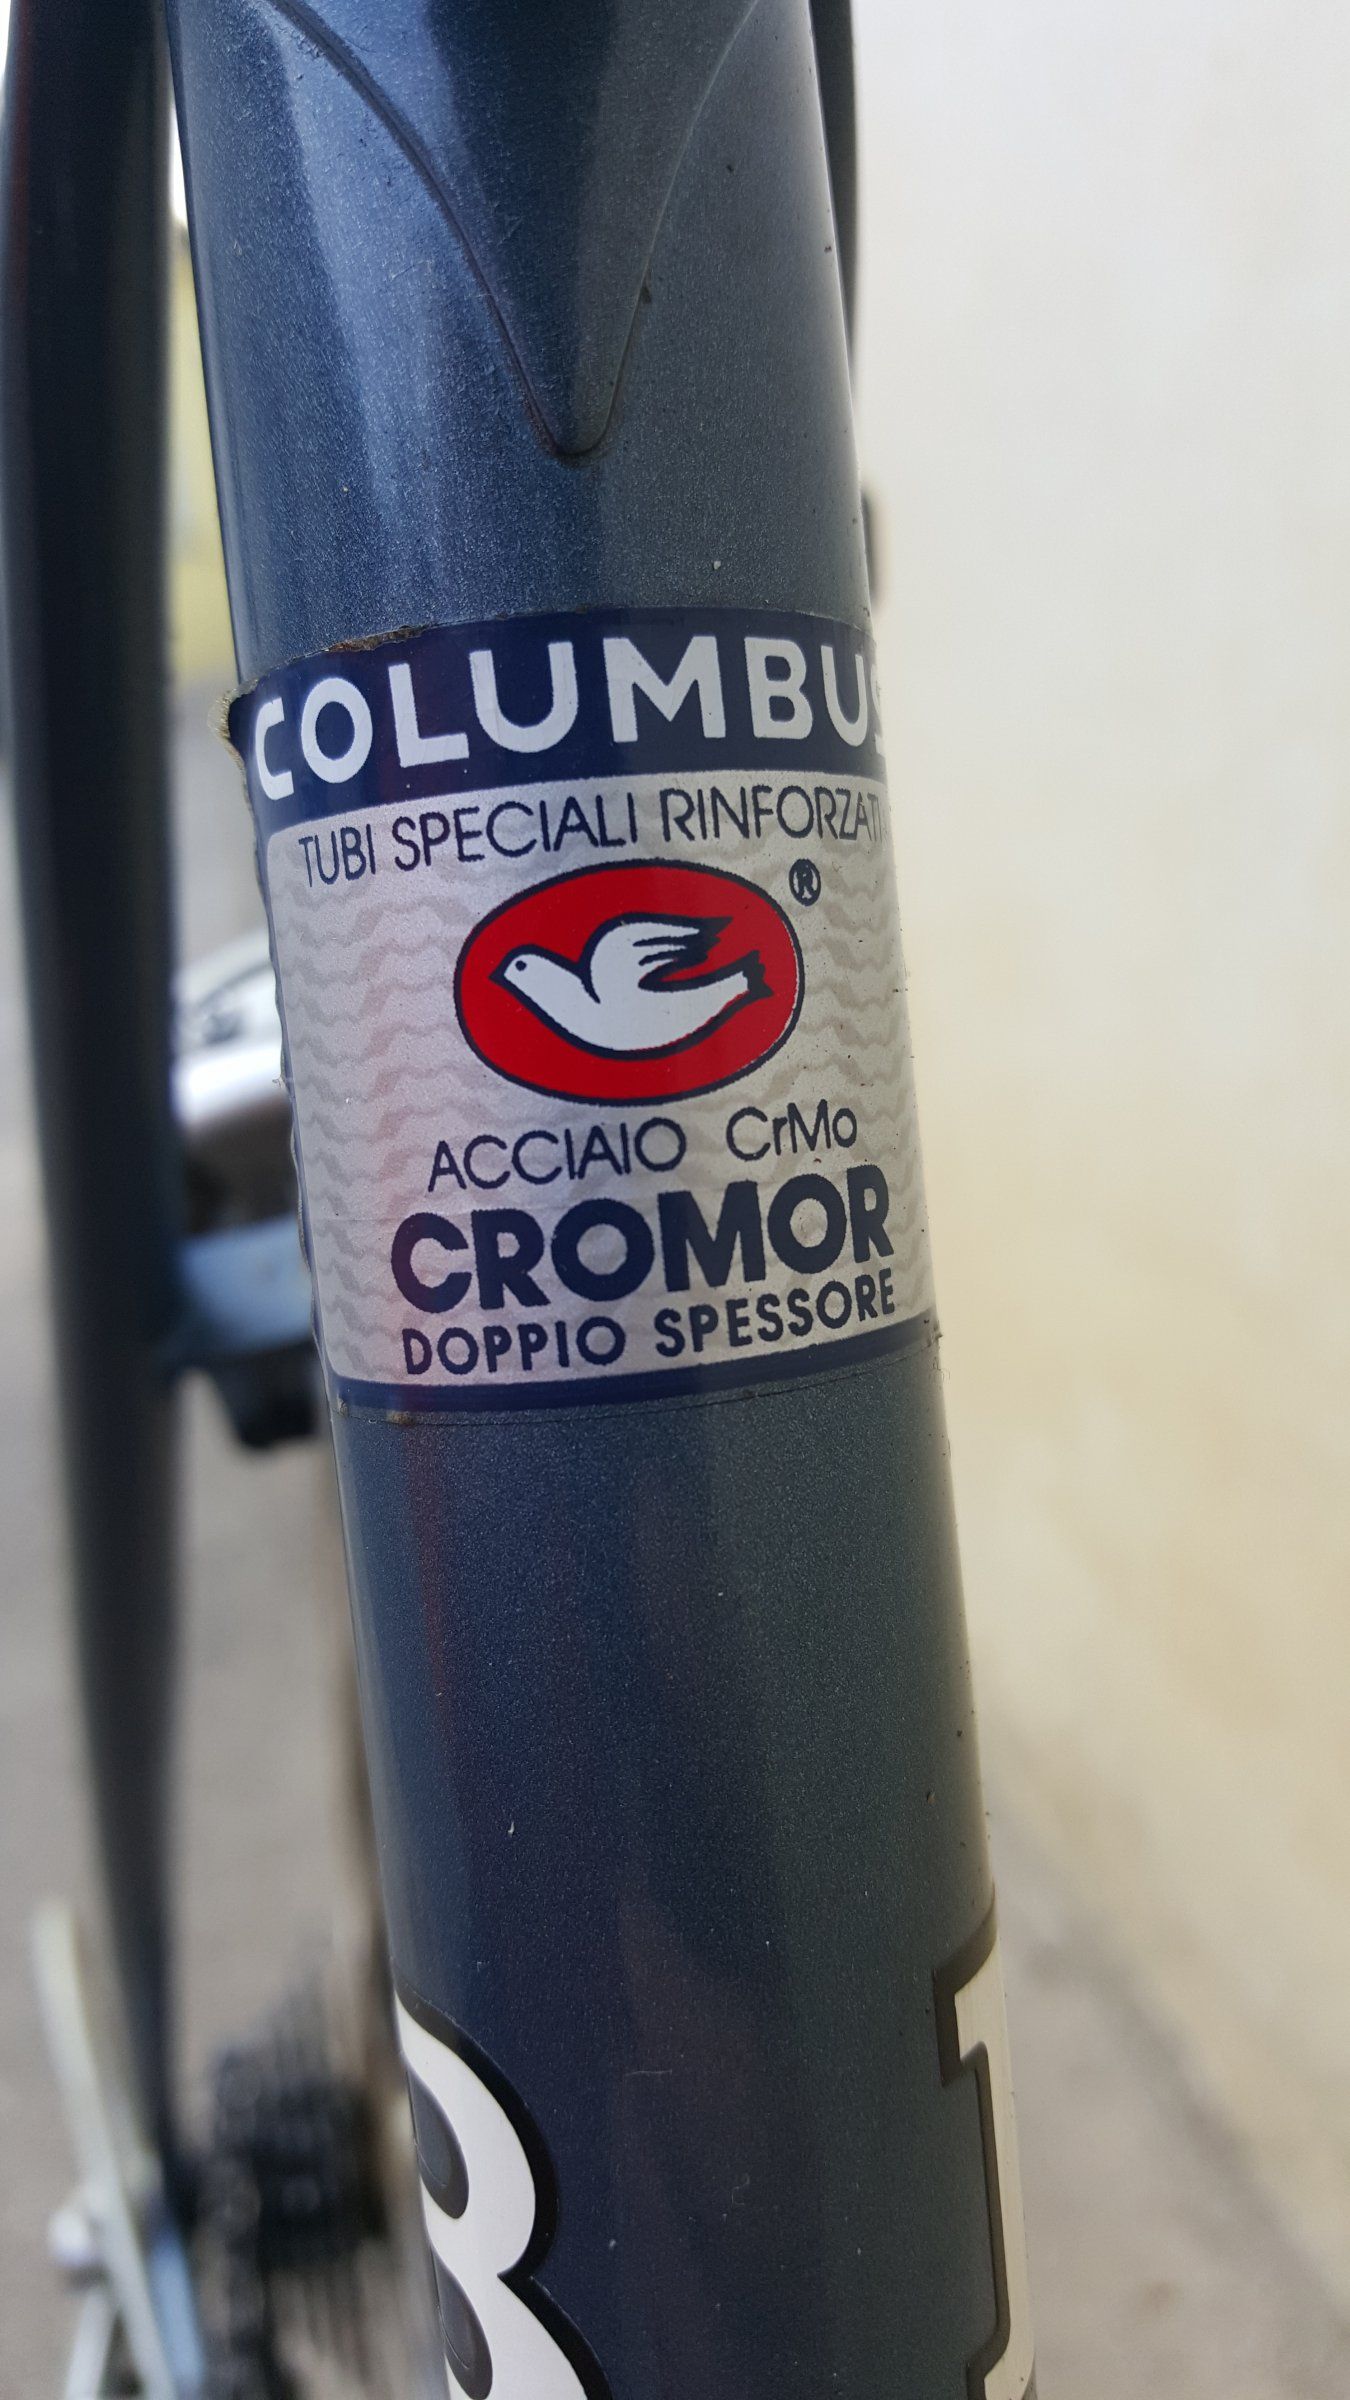 COLUMBUS
TUBI SPECIALI RINFORZATI
®
ACCIAIO CrMo
CROMOR
DOPPIO SPESSORE